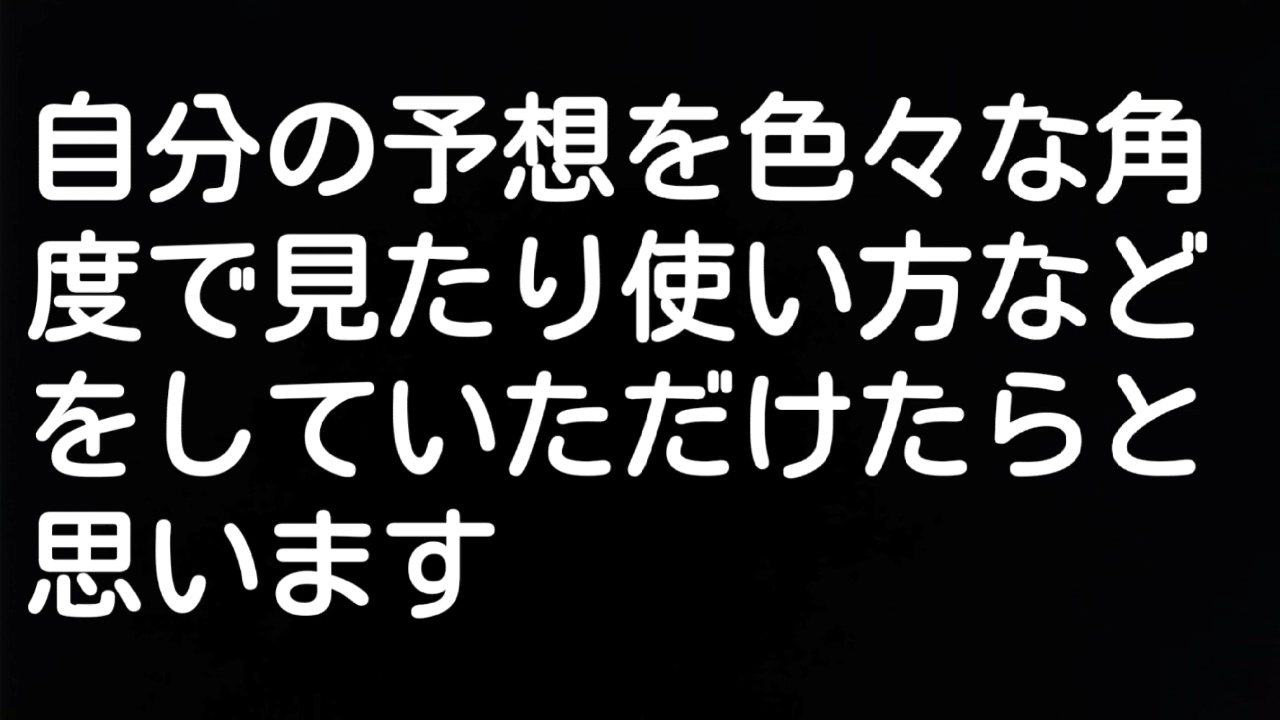 自分の予想を色々な角
度で見たり使い方など
をしていただけたらと
思います